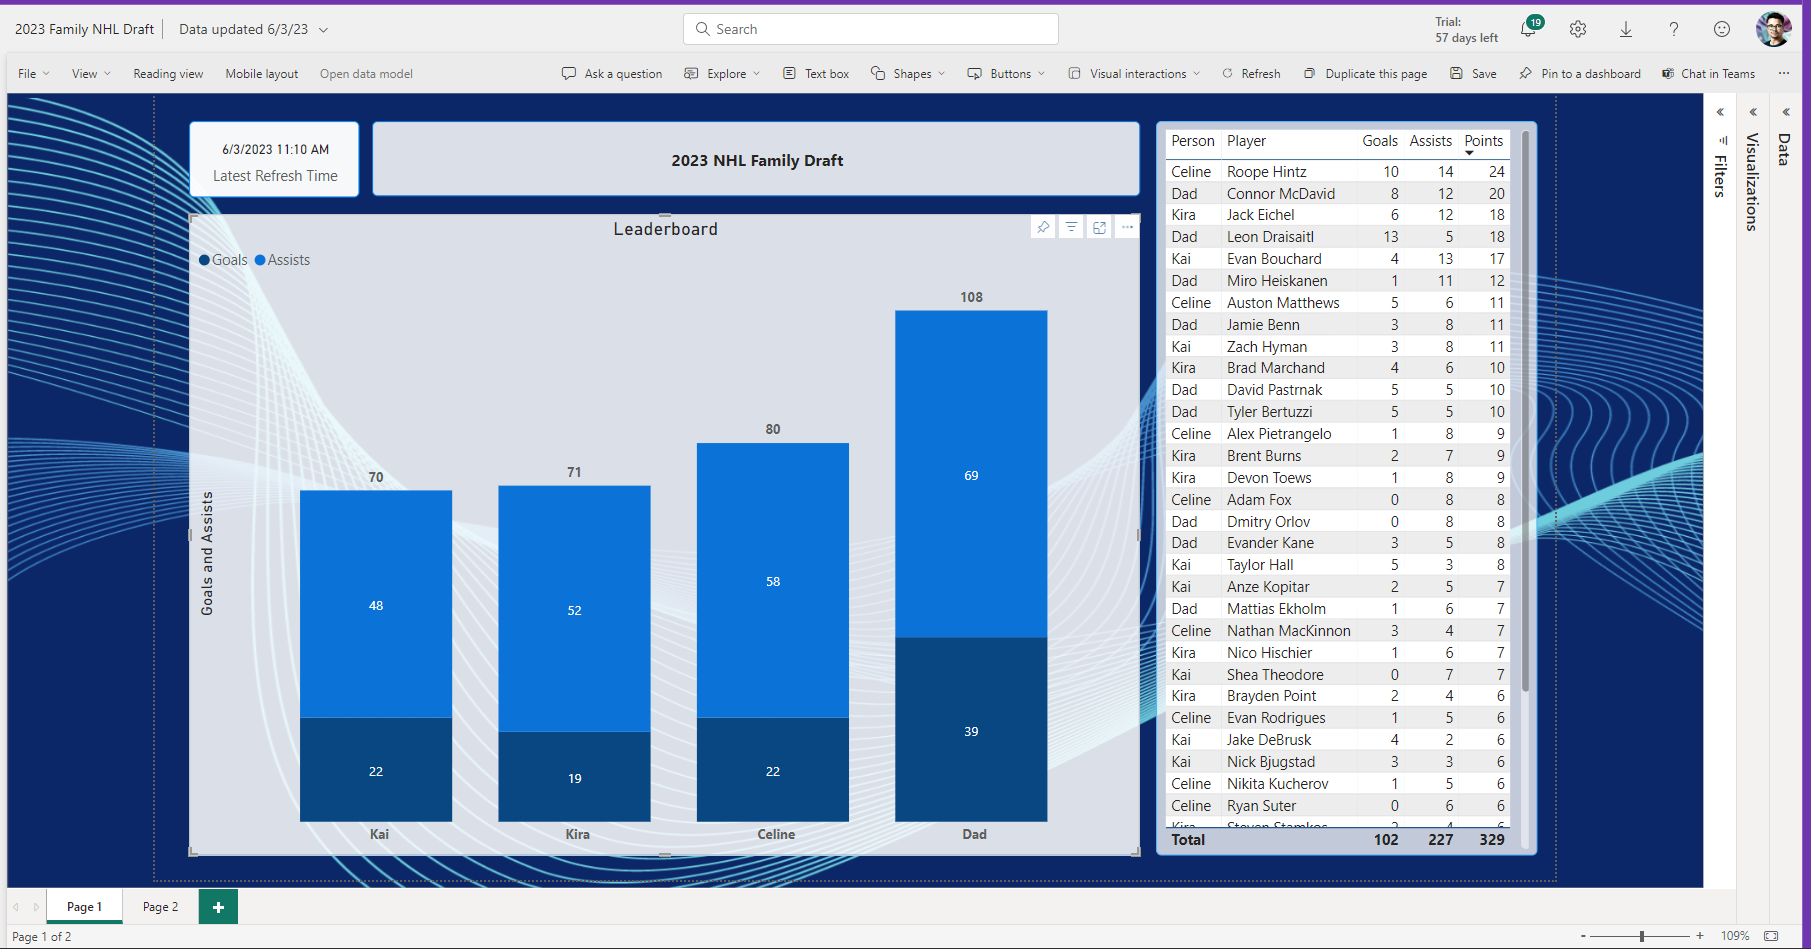 2023 Family NHL Draft
Data updated 6/3/23
Search
Trial:
57 days left
19
File View Reading view Mobile layout Open data model Ask a question Explore Text box Shapes Buttons Visual interactions Refresh Duplicate this page Save Pin to a dashboard Chat in Teams
6/3/2023 11:10 AM
Latest Refresh Time
2023 NHL Family Draft
Leaderboard
Goals Assists
Goals and Assists
70
48
22
Kai
71
52
19
Kira
80
58
22
Celine
108
69
39
Dad
Person Player Goals Assists Points
Celine Roope Hintz 10 14 24
Dad Connor McDavid 8 12 20
Kira Jack Eichel 6 12 18
Dad Leon Draisaitl 13 5 18
Kai Evan Bouchard 4 13 17
Dad Miro Heiskanen 1 11 12
Celine Auston Matthews 5 6 11
Dad Jamie Benn 3 8 11
Kai Zach Hyman 3 8 11
Kira Brad Marchand 4 6 10
Dad David Pastrnak 5 5 10
Dad Tyler Bertuzzi 5 5 10
Celine Alex Pietrangelo 1 8 9
Kira Brent Burns 2 7 9
Kira Devon Toews 1 8 9
Celine Adam Fox 0 8 8
Dad Dmitry Orlov 0 8 8
Dad Evander Kane 3 5 8
Kai Taylor Hall 5 3 8
Kai Anze Kopitar 2 5 7
Dad Mattias Ekholm 1 6 7
Celine Nathan MacKinnon 3 4 7
Kira Nico Hischier 1 6 7
Kai Shea Theodore 0 7 7
Kira Brayden Point 2 4 6
Celine Evan Rodrigues 1 5 6
Kai Jake DeBrusk 4 2 6
Kai Nick Bjugstad 3 3 6
Celine Nikita Kucherov 1 5 6
Celine Ryan Suter 0 6 6
Kira Steven Stamkos 2 4 6
Total 102 227 329
Filters
Visualizations
Data
Page 1
Page 2
Page 1 of 2
109%